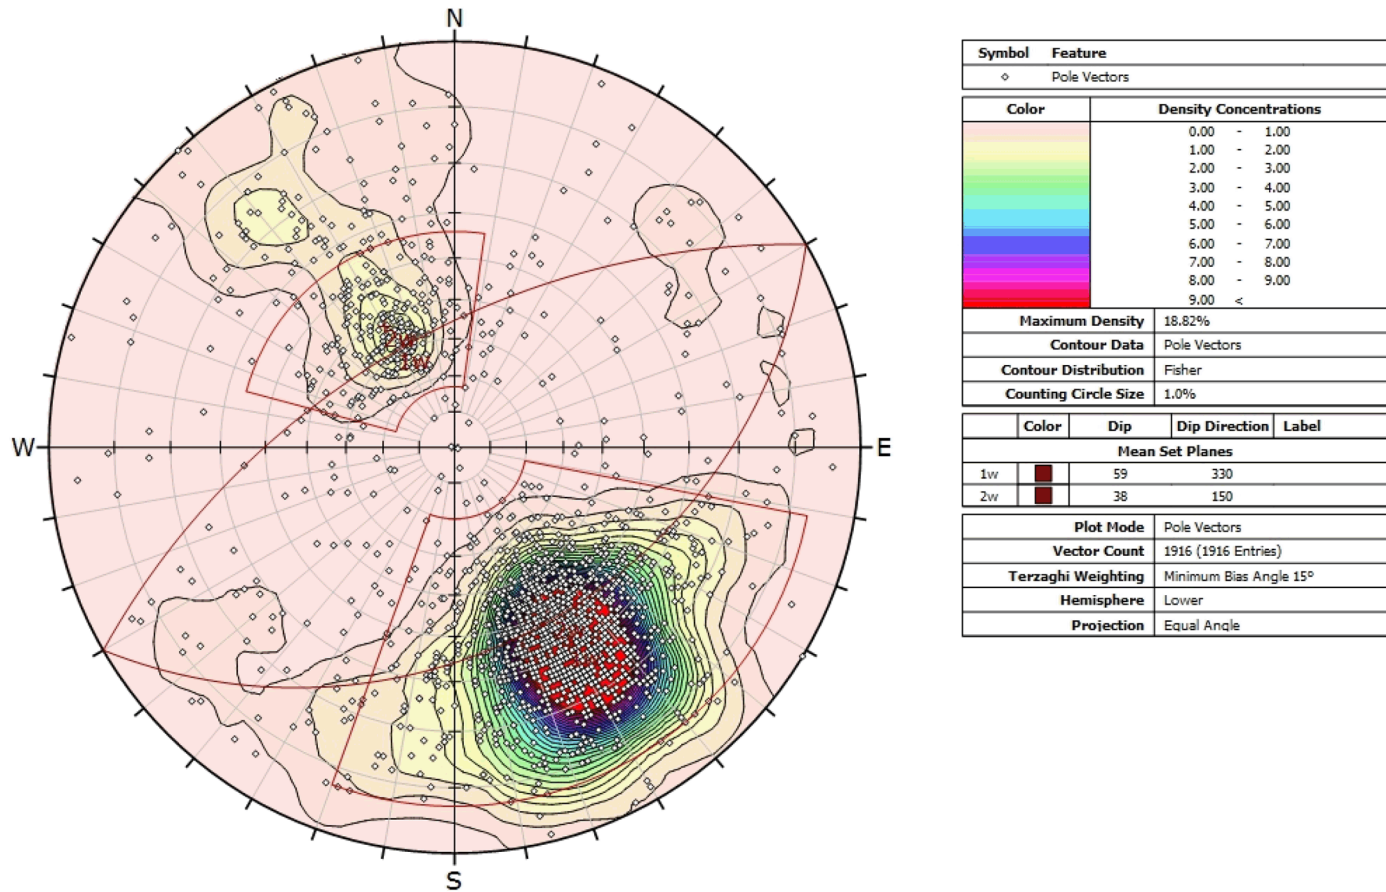 N
W
E
S
2w
1w
Symbol Feature
Pole Vectors
Color Density Concentrations
0.00 - 1.00
1.00 - 2.00
2.00 - 3.00
3.00 - 4.00
4.00 - 5.00
5.00 - 6.00
6.00 - 7.00
7.00 - 8.00
8.00 - 9.00
9.00 <
Maximum Density 18.82%
Contour Data Pole Vectors
Contour Distribution Fisher
Counting Circle Size 1.0%
Color Dip Dip Direction Label
Mean Set Planes
1w 59 330
2w 38 150
Plot Mode Pole Vectors
Vector Count 1916 (1916 Entries)
Terzaghi Weighting Minimum Bias Angle 15º
Hemisphere Lower
Projection Equal Angle